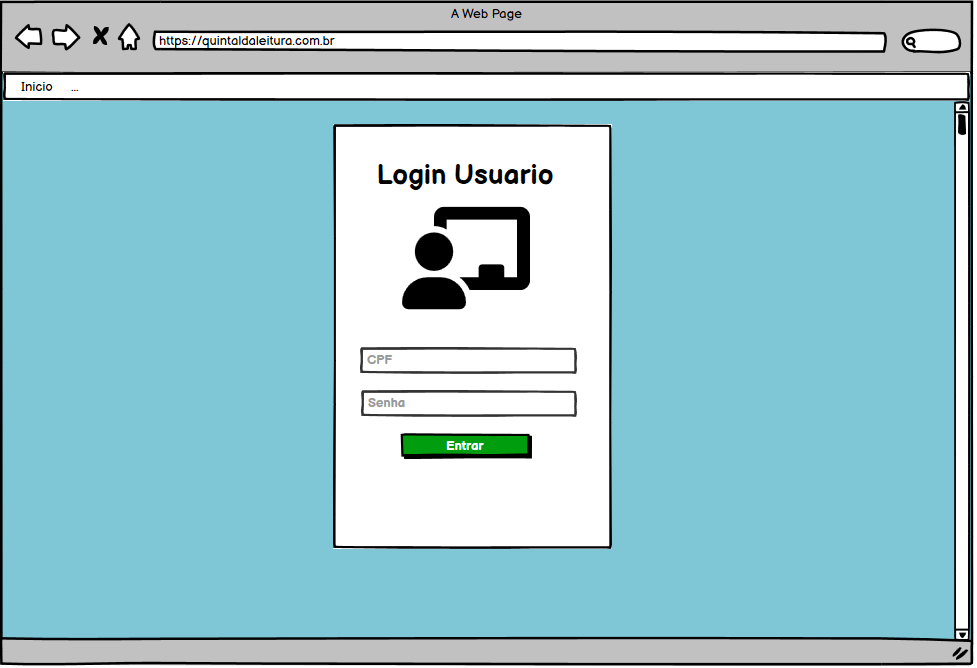 A Web Page
https://quintaldaleitura.com.br
Inicio ...
Login Usuario
CPF
Senha
Entrar